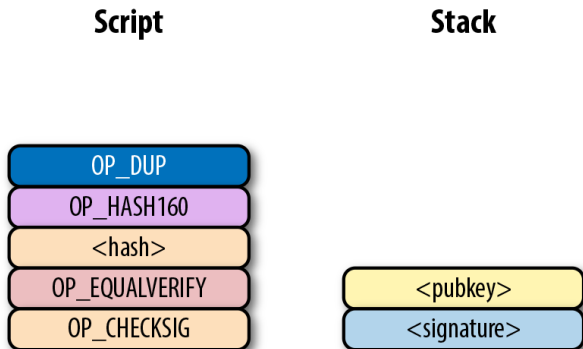 Script
Stack
OP_DUP
OP_HASH160
<hash>
OP_EQUALVERIFY
OP_CHECKSIG
<pubkey>
<signature>